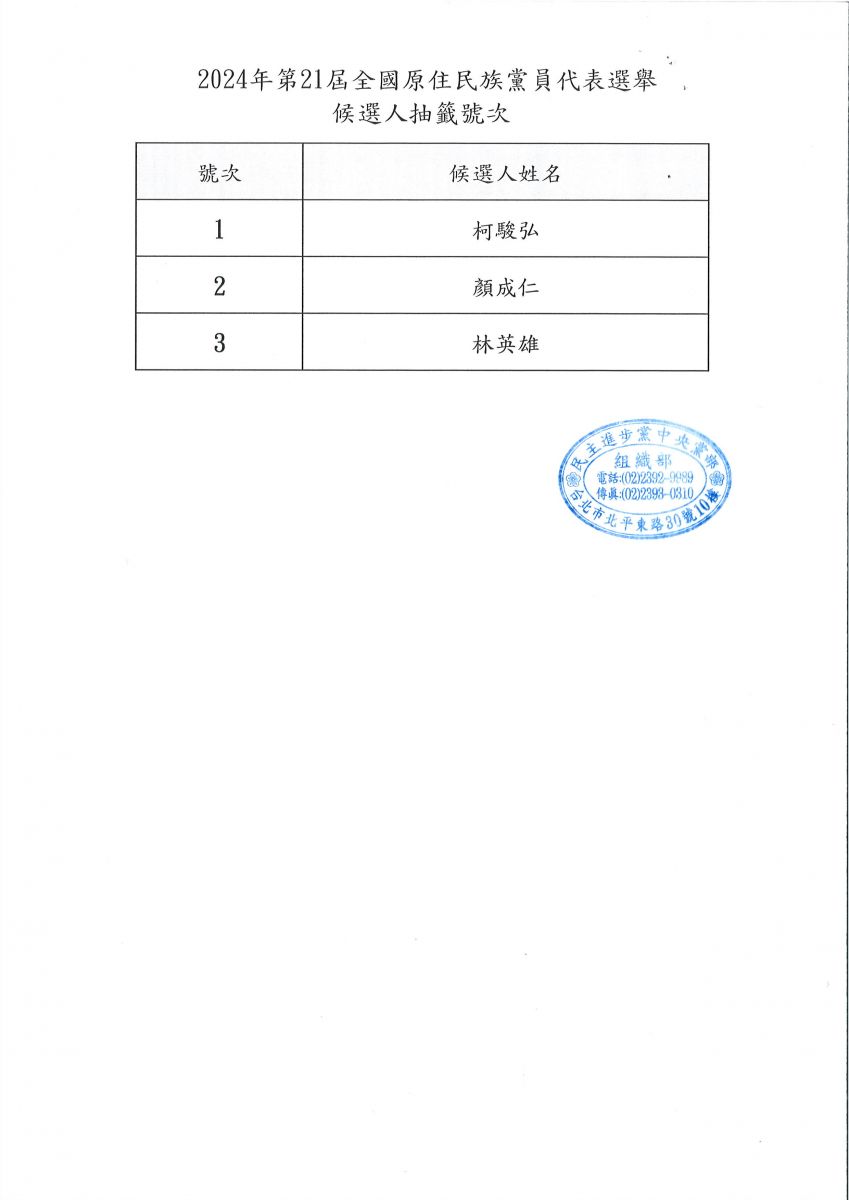 2024年第21屆全國原住民族黨員代表選舉
候選人抽籤號次
號次 候選人姓名
1 柯駿弘
2 顏成仁
3 林英雄
民主進步黨中央黨部
組織部
電話:(02)2392-9989
傳真:(02)2393-0310
台北市北平東路30號10樓